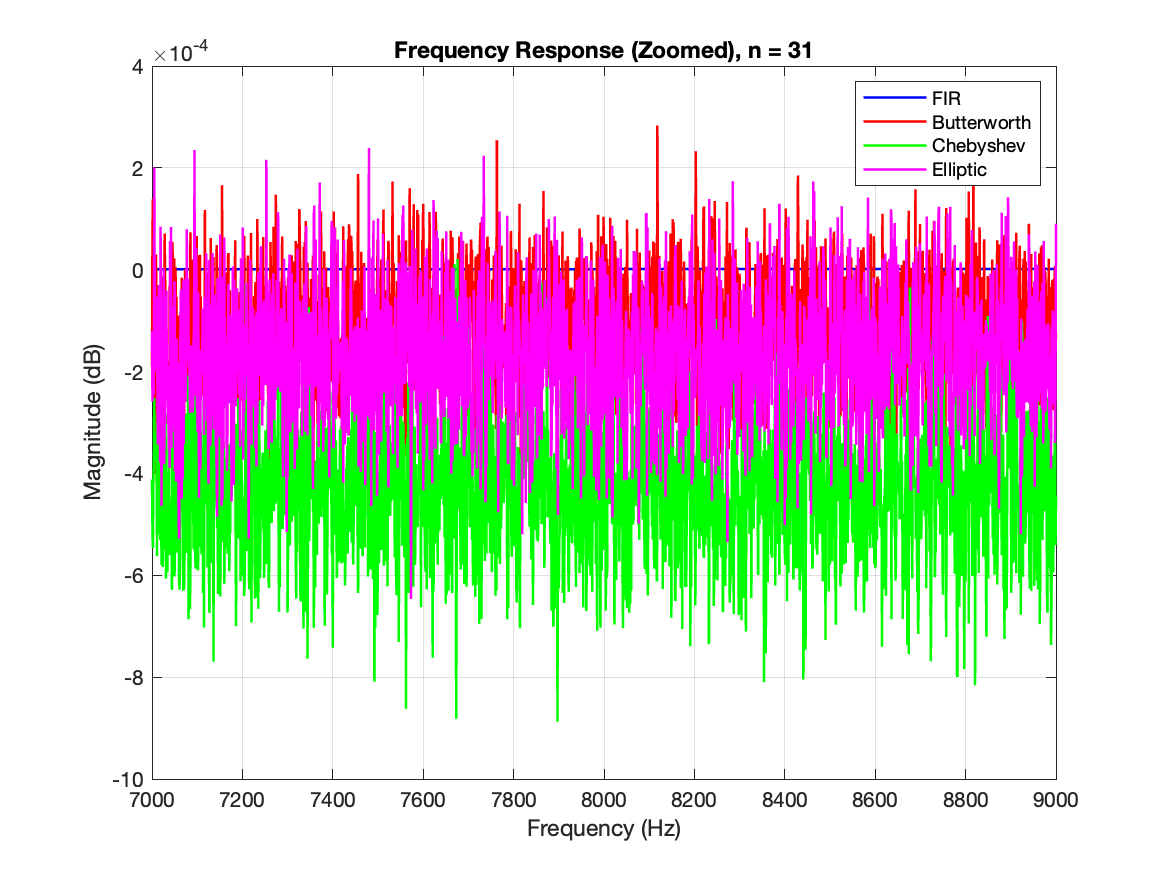 ×10-4
Frequency Response (Zoomed), n = 31
4
2
0
-2
-4
-6
-8
-10
Magnitude (dB)
FIR
Butterworth
Chebyshev
Elliptic
7000 7200 7400 7600 7800 8000 8200 8400 8600 8800 9000
Frequency (Hz)